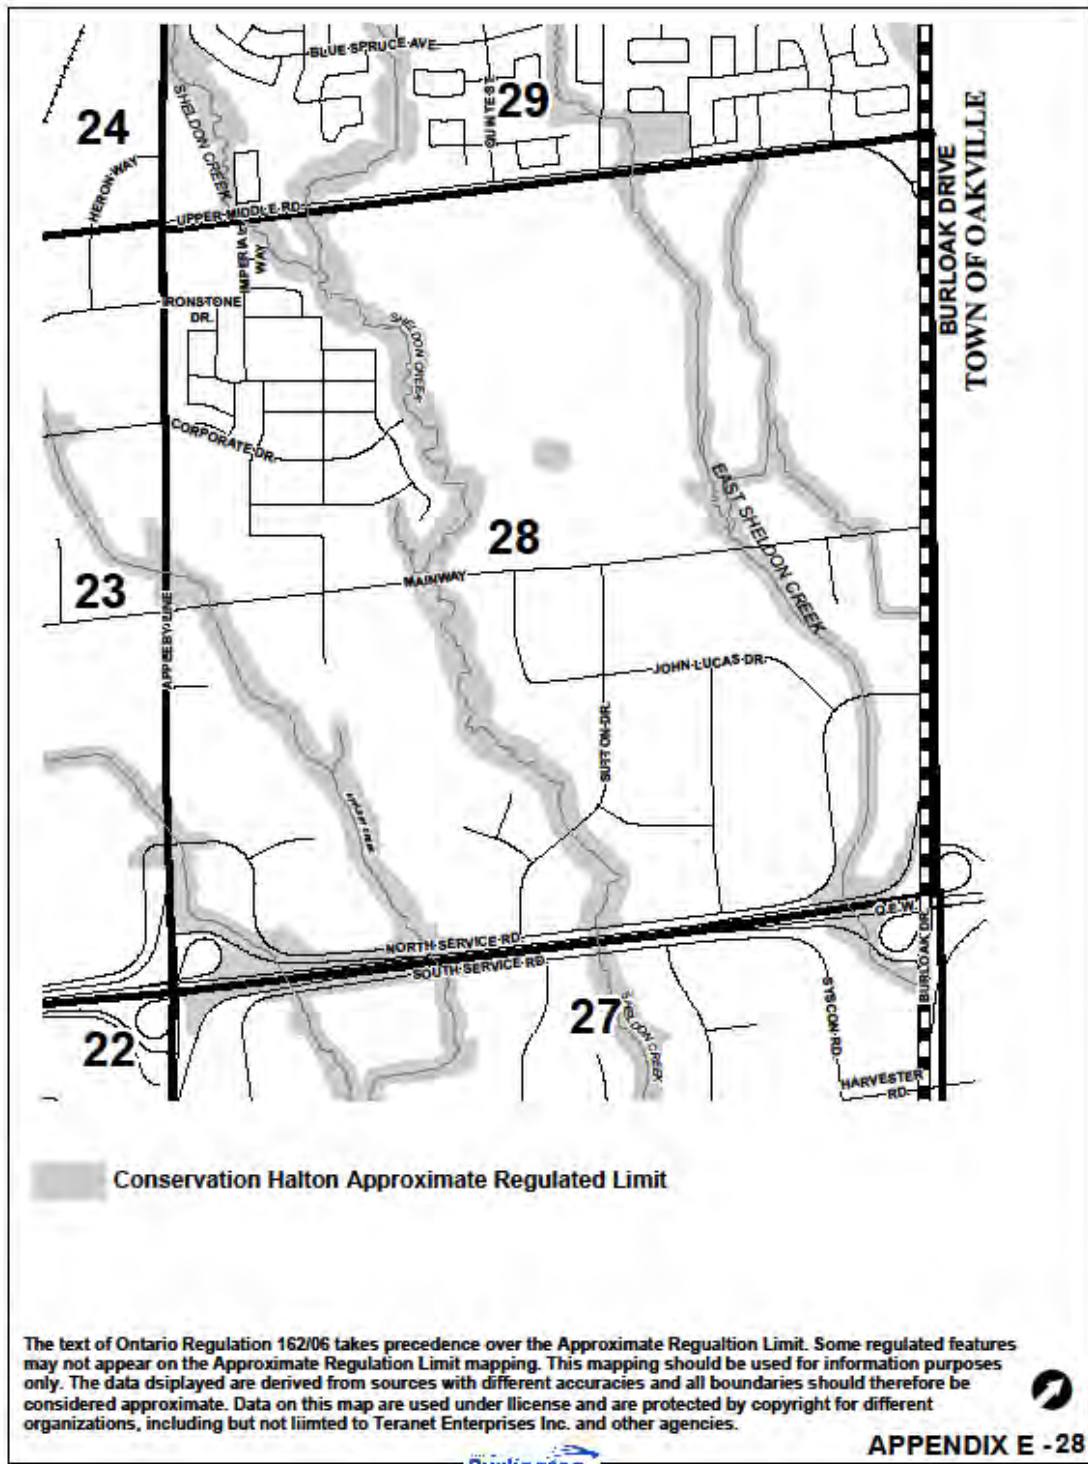 BLUE SPRUCE AVE
29
24
SHELDON CREEK
QUINTE ST
HERON WAY
BURLOAK DRIVE
TOWN OF OAKVILLE
UPPER MIDDLE RD
IMPERIAL
WAY
IRONSTONE
DR.
SHELDON CREEK
CORPORATE DR.
EAST SHELDON CREEK
28
MAINWAY
23
APPLEBY LINE
JOHN LUCAS DR.
SUTTON DR.
Q.E.W.
NORTH SERVICE RD.
SOUTH SERVICE RD
BURLOAK DR.
22
27
SHELDON CREEK
SYSCON RD.
HARVESTER
RD.
Conservation Halton Approximate Regulated Limit
The text of Ontario Regulation 162/06 takes precedence over the Approximate Regualtion Limit. Some regulated features
may not appear on the Approximate Regulation Limit mapping. This mapping should be used for information purposes
only. The data dsiplayed are derived from sources with different accuracies and all boundaries should therefore be
considered approximate. Data on this map are used under llicense and are protected by copyright for different
organizations, including but not liimted to Teranet Enterprises Inc. and other agencies.
APPENDIX E - 28
Burlington